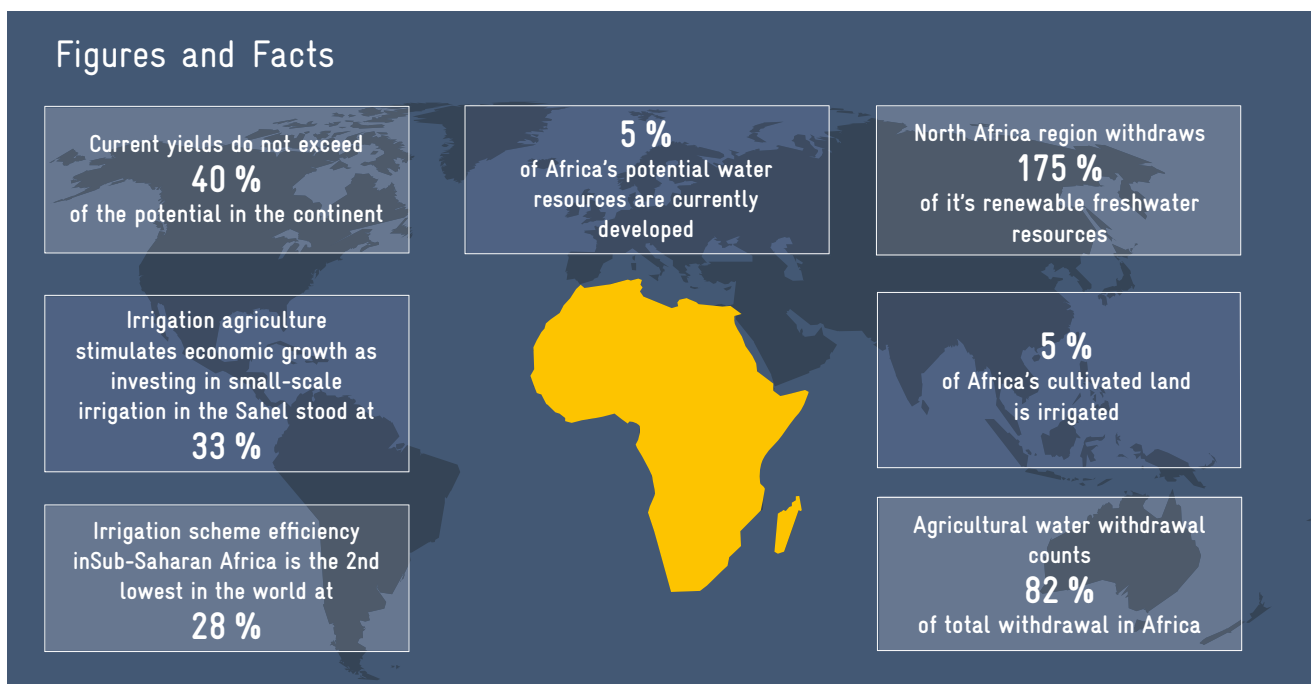 Figures and Facts
Current yields do not exceed
40 %
of the potential in the continent
5 %
of Africa's potential water
resources are currently
developed
North Africa region withdraws
175 %
of it's renewable freshwater
resources
Irrigation agriculture
stimulates economic growth as
investing in small-scale
irrigation in the Sahel stood at
33 %
5 %
of Africa's cultivated land
is irrigated
Irrigation scheme efficiency
inSub-Saharan Africa is the 2nd
lowest in the world at
28 %
Agricultural water withdrawal
counts
82 %
of total withdrawal in Africa